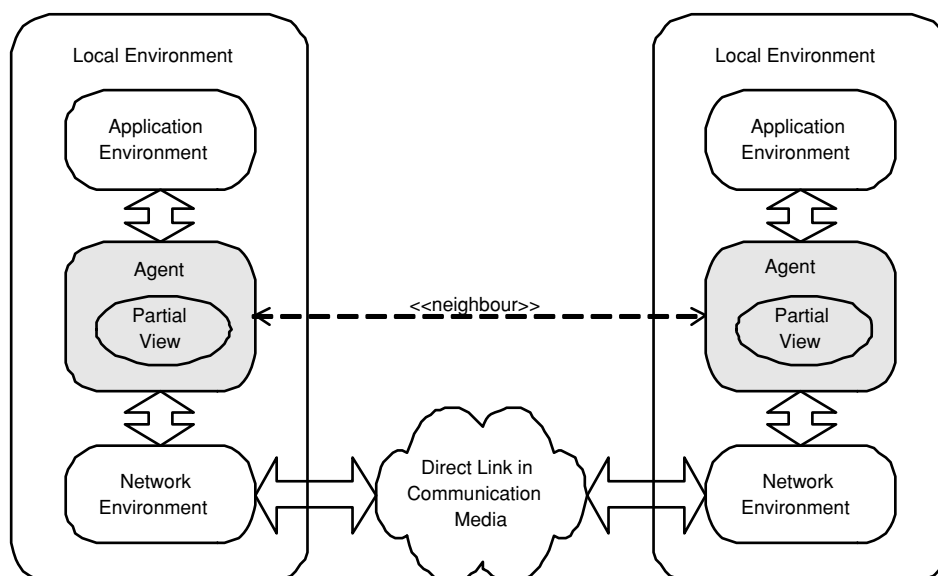 Local Environment
Application
Environment
Agent
Partial
View
Network
Environment
<<neighbour>>
Direct Link in
Communication
Media
Local Environment
Application
Environment
Agent
Partial
View
Network
Environment